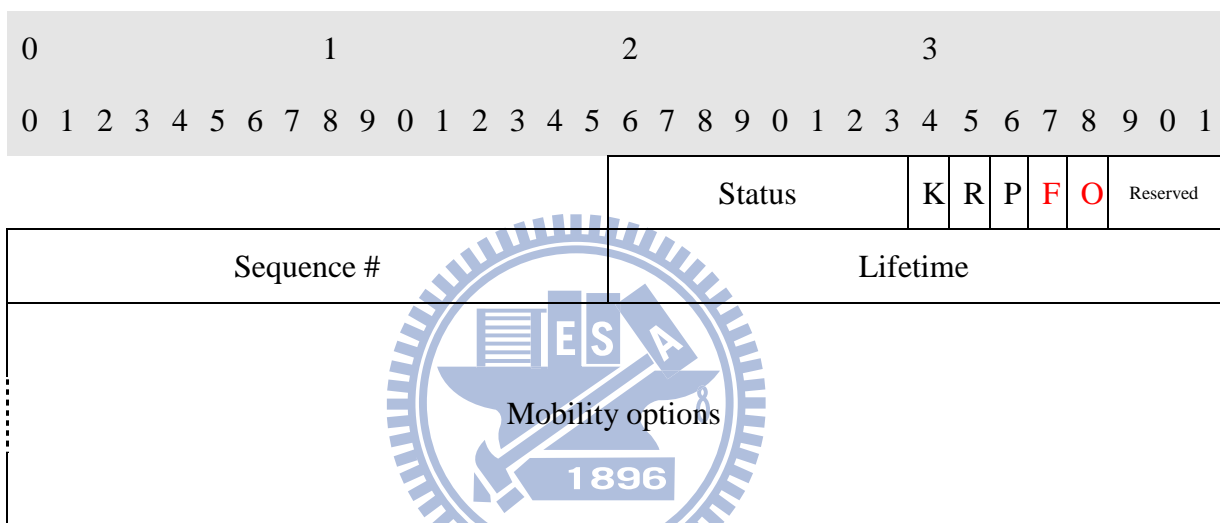 0 1 2 3
0 1 2 3 4 5 6 7 8 9 0 1 2 3 4 5 6 7 8 9 0 1 2 3 4 5 6 7 8 9 0 1
Status K R P F O Reserved
Sequence # Lifetime
E S A
Mobility options
1896